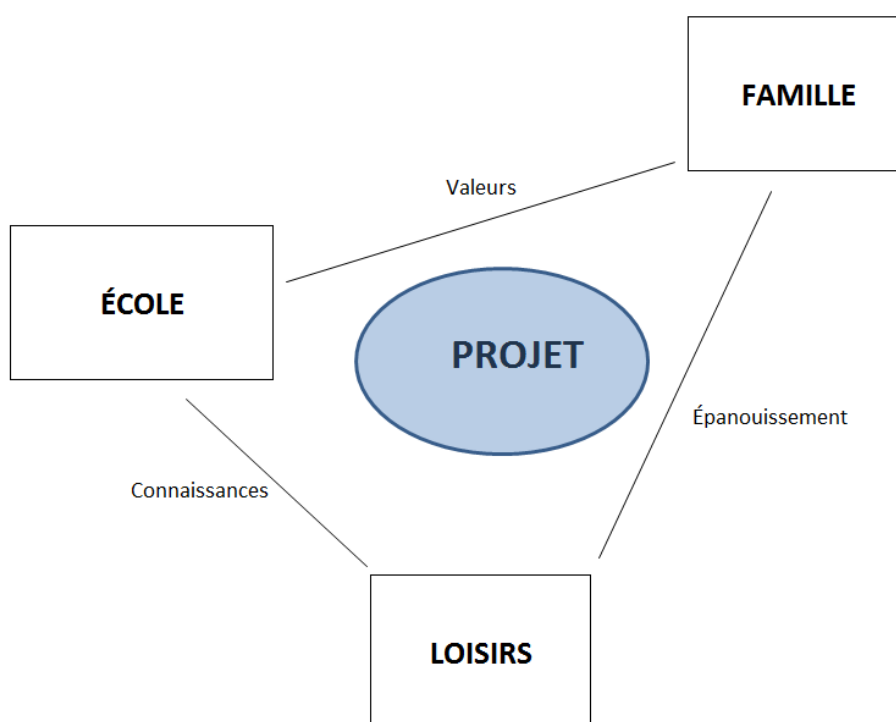 FAMILLE
Valeurs
ÉCOLE
PROJET
Épanouissement
Connaissances
LOISIRS